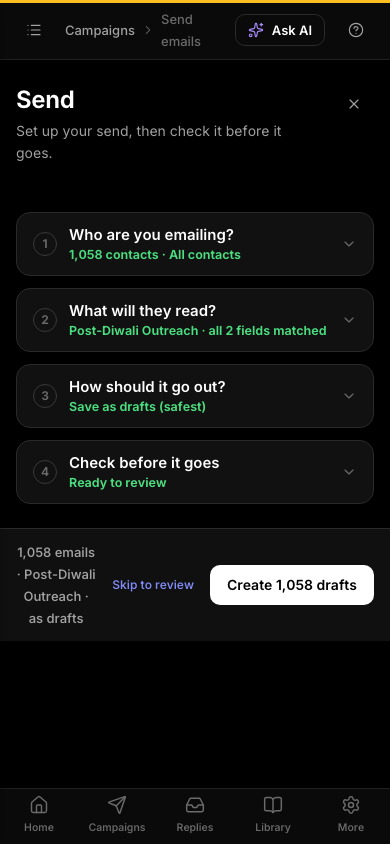 Campaigns
Send
emails
Ask AI
Send
Set up your send, then check it before it
goes.
1
Who are you emailing?
1,058 contacts · All contacts
2
What will they read?
Post-Diwali Outreach · all 2 fields matched
3
How should it go out?
Save as drafts (safest)
4
Check before it goes
Ready to review
1,058 emails
· Post-Diwali
Outreach ·
as drafts
Skip to review
Create 1,058 drafts
Home
Campaigns
Replies
Library
More